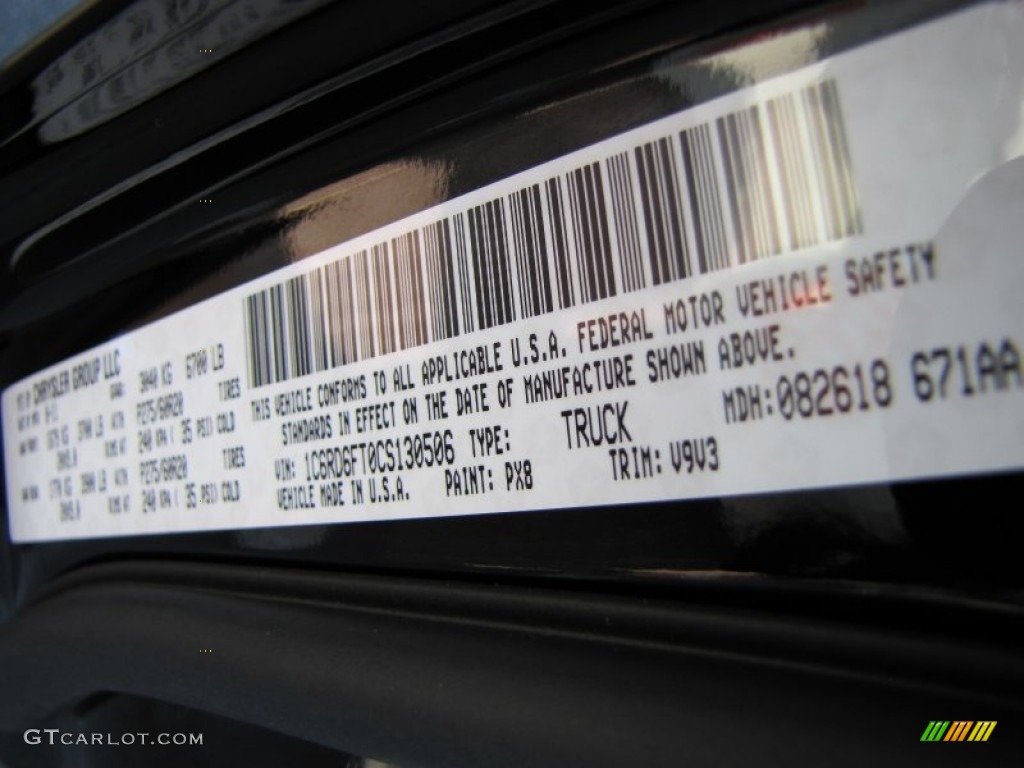 CHRYSLER GROUP LLC
3040 KG 6700 LB
P275/60R20 TIRES
240 KPA ( 35 PSI) COLD
P275/60R20 TIRES
240 KPA ( 35 PSI) COLD
THIS VEHICLE CONFORMS TO ALL APPLICABLE U.S.A. FEDERAL MOTOR VEHICLE SAFETY
STANDARDS IN EFFECT ON THE DATE OF MANUFACTURE SHOWN ABOVE.
VIN: 1C6RD6FT0CS130506 TYPE: TRUCK MDH:082618 671AA
VEHICLE MADE IN U.S.A. PAINT: PX8 TRIM: V9V3
GTCARLOT.COM